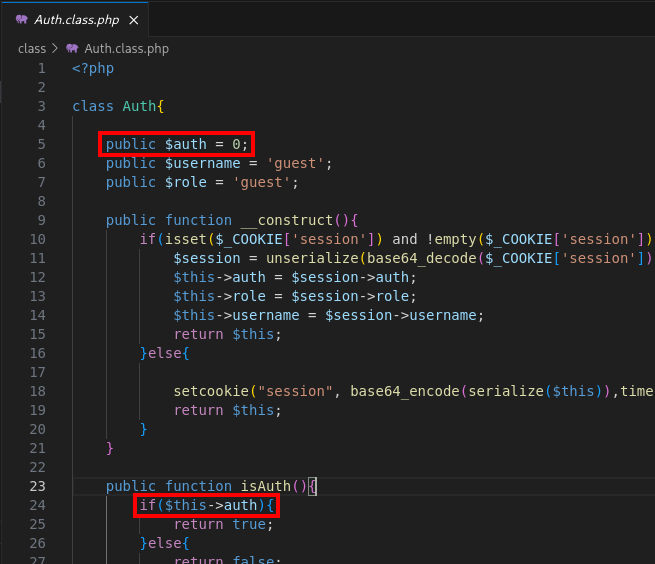 Auth.class.php ×
class > Auth.class.php
1 <?php
2
3 class Auth{
4
5 public $auth = 0;
6 public $username = 'guest';
7 public $role = 'guest';
8
9 public function __construct(){
10 if(isset($_COOKIE['session']) and !empty($_COOKIE['session'])
11 $session = unserialize(base64_decode($_COOKIE['session'])
12 $this->auth = $session->auth;
13 $this->role = $session->role;
14 $this->username = $session->username;
15 return $this;
16 }else{
17
18 setcookie("session", base64_encode(serialize($this)),time
19 return $this;
20 }
21 }
22
23 public function isAuth(){
24 if($this->auth){
25 return true;
26 }else{
27 return false;